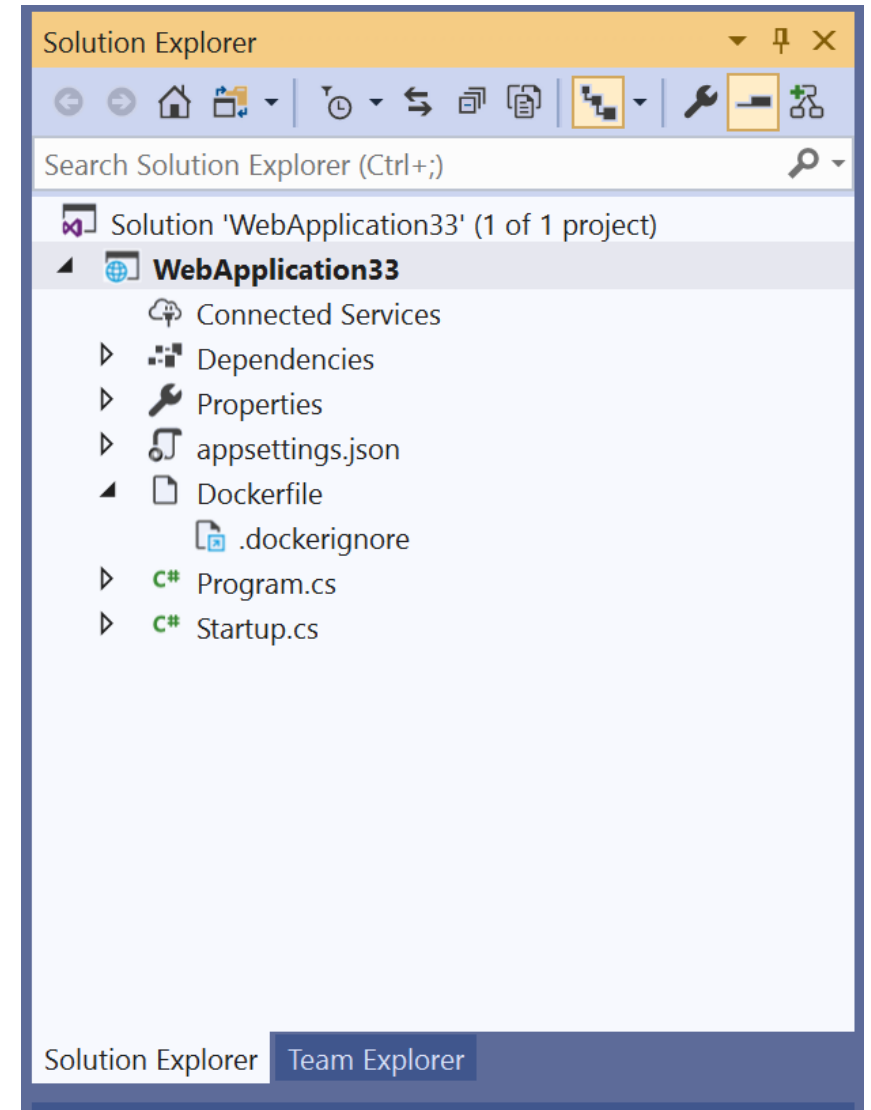 Solution Explorer
Search Solution Explorer (Ctrl+;)
Solution 'WebApplication33' (1 of 1 project)
WebApplication33
Connected Services
Dependencies
Properties
appsettings.json
Dockerfile
.dockerignore
C# Program.cs
C# Startup.cs
Solution Explorer Team Explorer